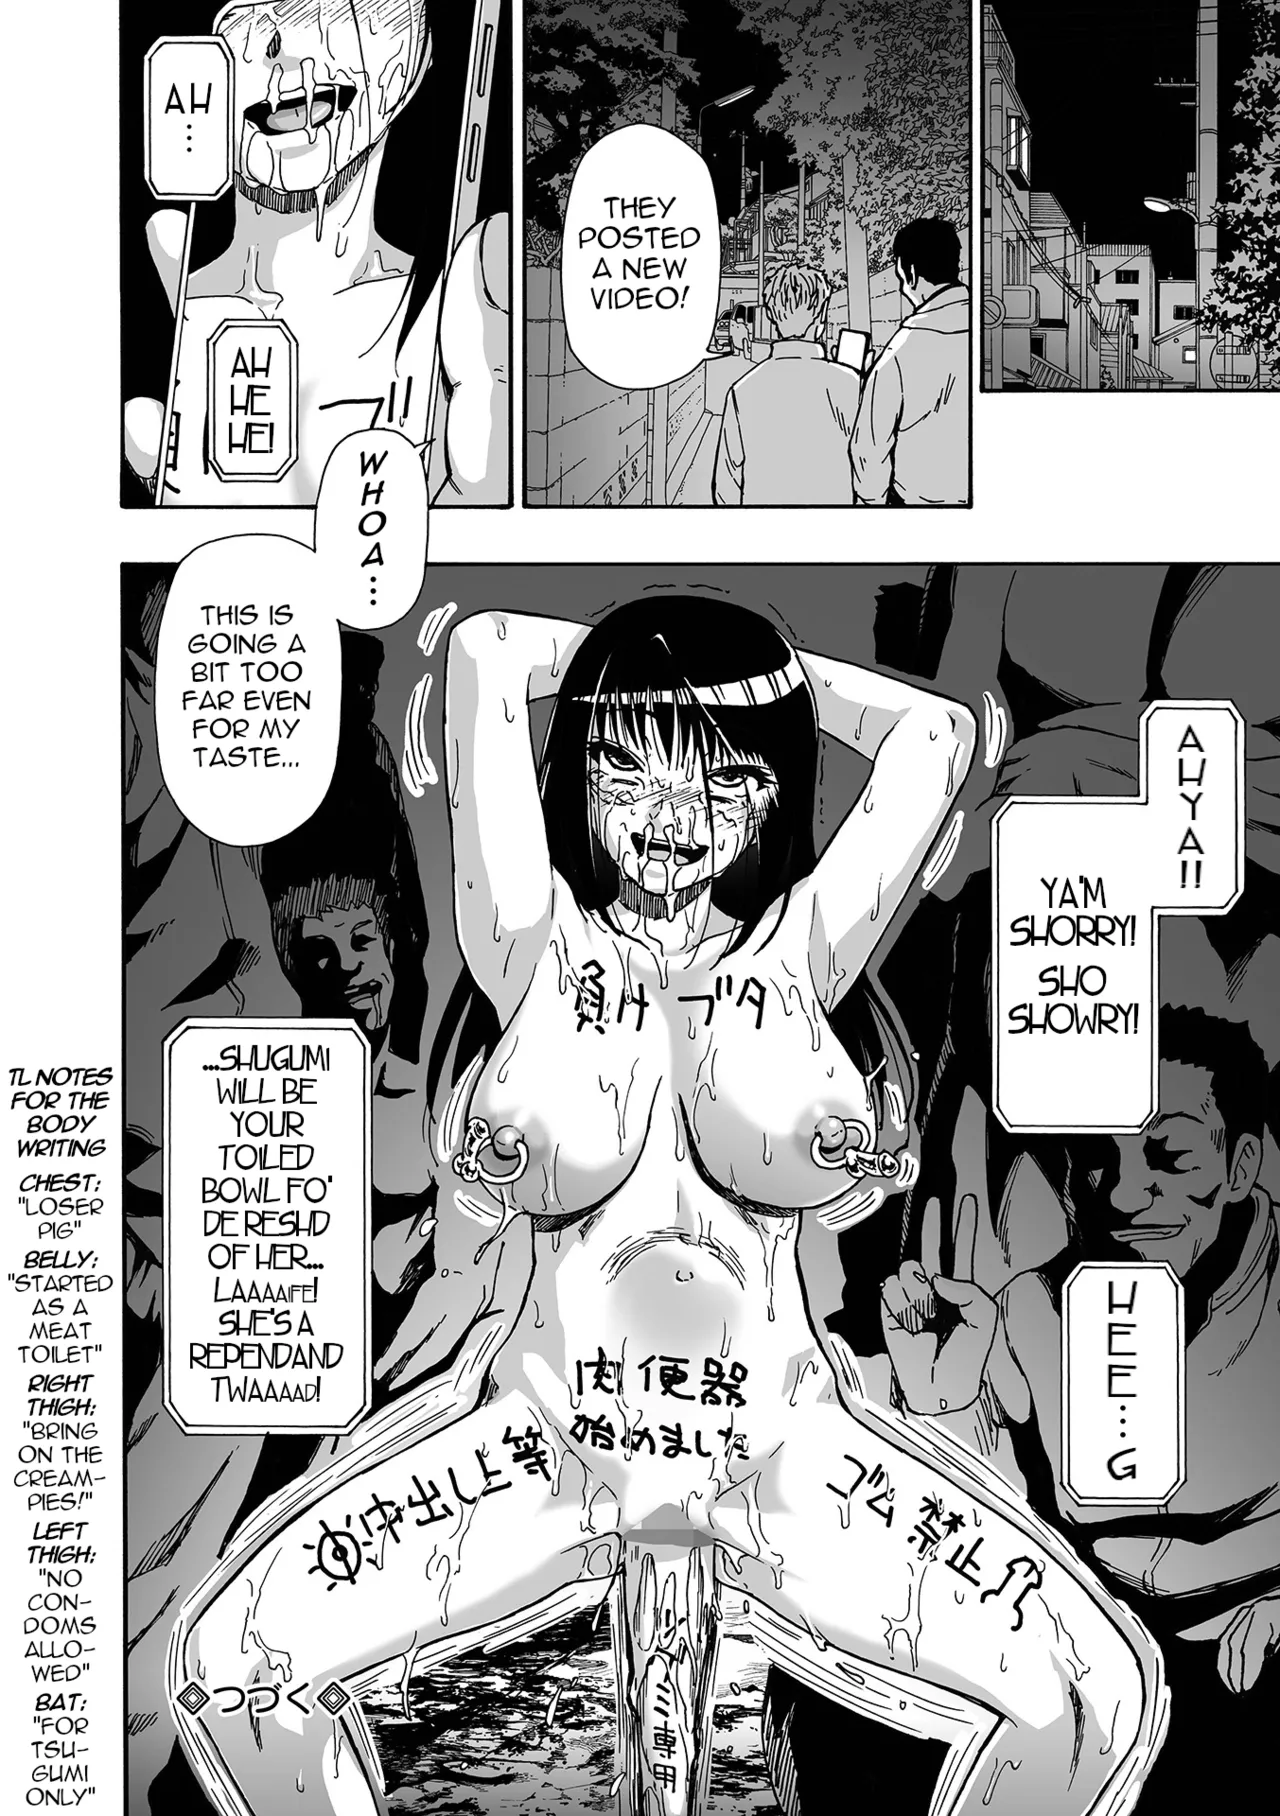 THEY
POSTED
A NEW
VIDEO!
AH
...
AH
HE
HE!
WHOA...
THIS IS
GOING A
BIT TOO
FAR EVEN
FOR MY
TASTE...
AHYA!!
YA'M
SHORRY!
SHO
SHOWRY!
HEE...G
...SHUGUMI
WILL BE
YOUR
TOILED
BOWL FO'
DE RESHD
OF HER...
LAAAAIFE!
SHE'S A
REPENDAND
TWAAAAD!
負け ブタ
肉便器
始めました
中出し上等
ゴム禁止
ツグミ専用
つづく
TL NOTES
FOR THE
BODY
WRITING
CHEST:
"LOSER
PIG"
BELLY:
"STARTED
AS A
MEAT
TOILET"
RIGHT
THIGH:
"BRING
ON THE
CREAM-
PIES!"
LEFT
THIGH:
"NO
CON-
DOMS
ALLO-
WED"
BAT:
"FOR
TSU-
GUMI
ONLY"